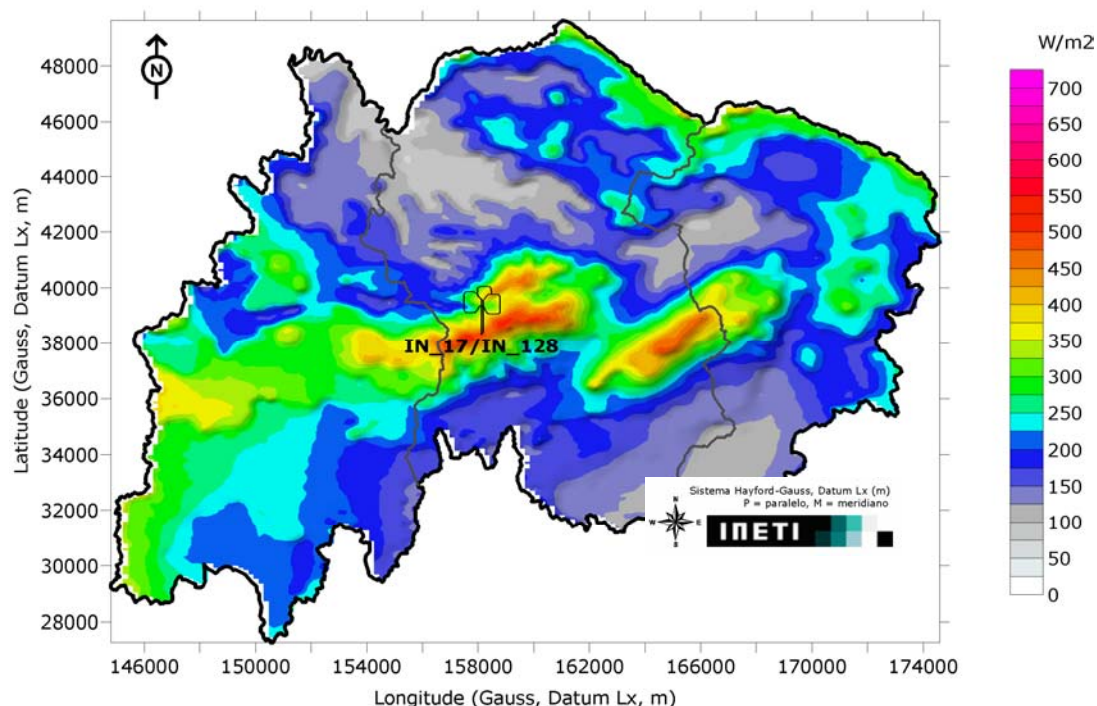 W/m2
700
650
600
550
500
450
400
350
300
250
200
150
100
50
0
N
48000
46000
44000
42000
40000
38000
36000
34000
32000
30000
28000
Latitude (Gauss, Datum Lx, m)
IN_17/IN_128
Sistema Hayford-Gauss, Datum Lx (m)
P = paralelo, M = meridiano
N
W E
S
INETI
146000 150000 154000 158000 162000 166000 170000 174000
Longitude (Gauss, Datum Lx, m)